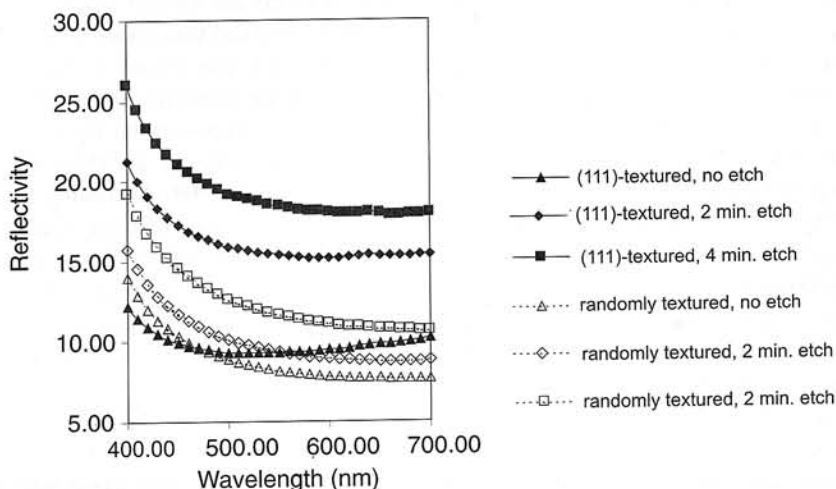 30.00
25.00
20.00
15.00
10.00
5.00
Reflectivity
400.00 500.00 600.00 700.00
Wavelength (nm)
(111)-textured, no etch
(111)-textured, 2 min. etch
(111)-textured, 4 min. etch
randomly textured, no etch
randomly textured, 2 min. etch
randomly textured, 2 min. etch